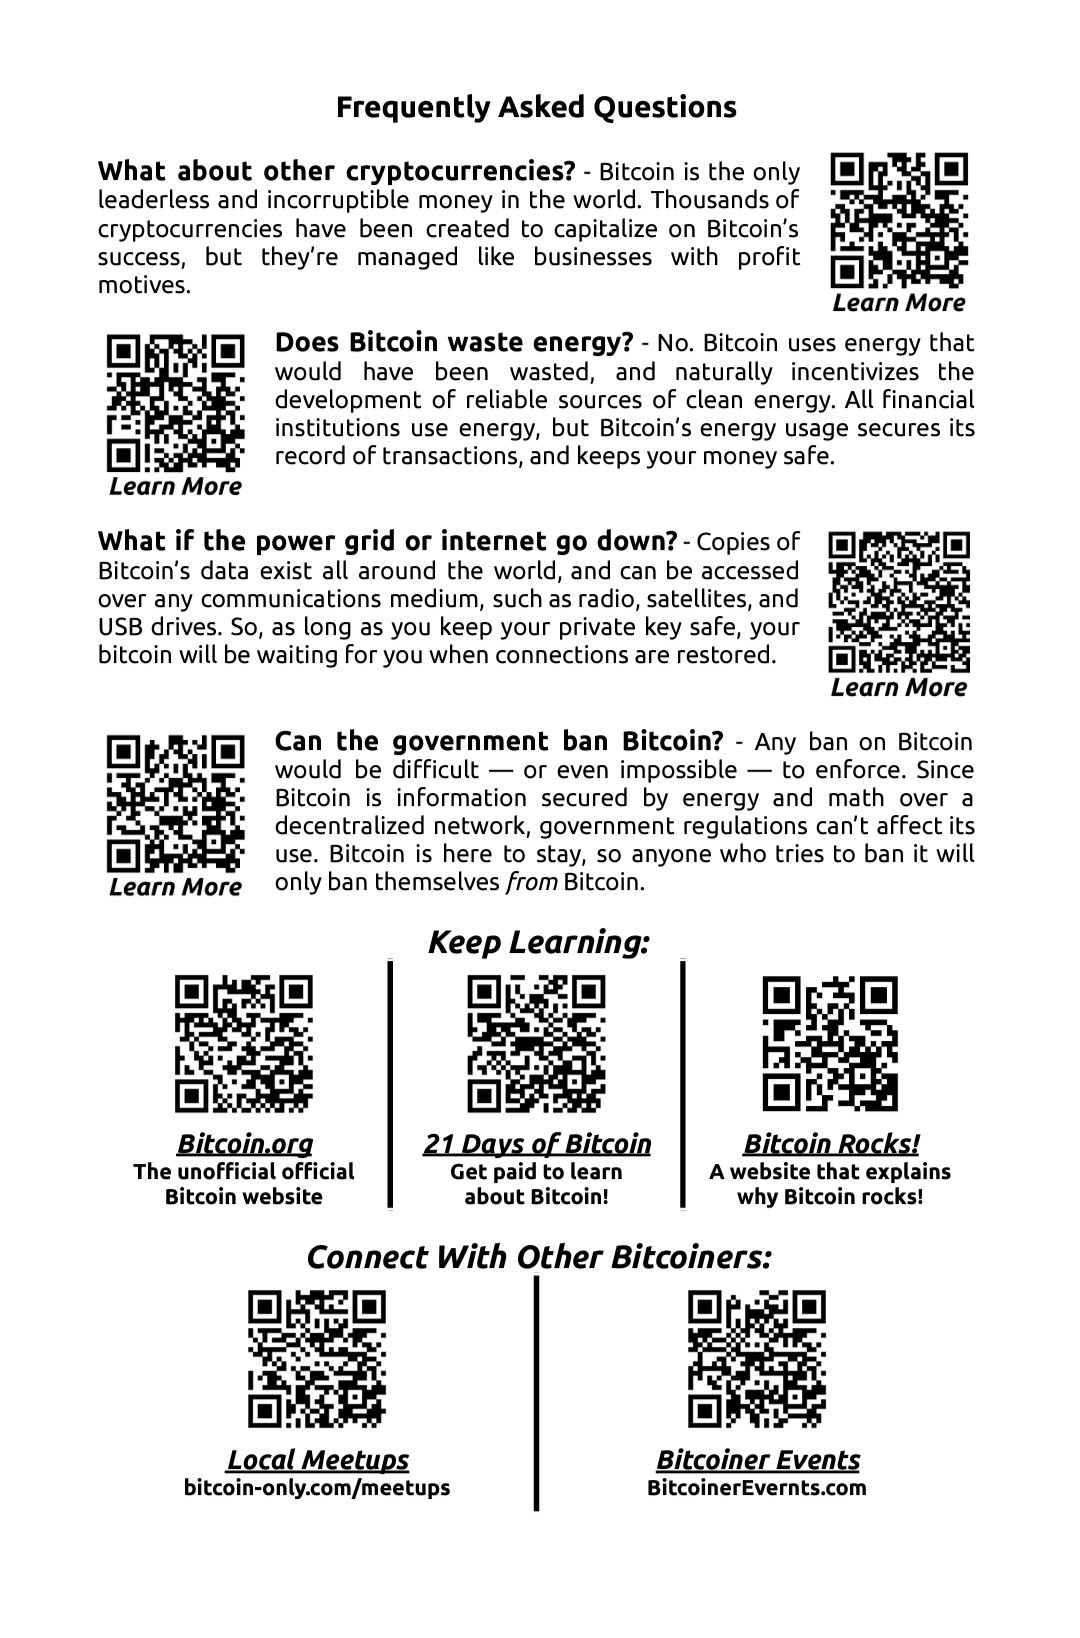 Frequently Asked Questions
What about other cryptocurrencies? - Bitcoin is the only
leaderless and incorruptible money in the world. Thousands of
cryptocurrencies have been created to capitalize on Bitcoin’s
success, but they’re managed like businesses with profit
motives.
Learn More
Does Bitcoin waste energy? - No. Bitcoin uses energy that
would have been wasted, and naturally incentivizes the
development of reliable sources of clean energy. All financial
institutions use energy, but Bitcoin’s energy usage secures its
record of transactions, and keeps your money safe.
Learn More
What if the power grid or internet go down? - Copies of
Bitcoin’s data exist all around the world, and can be accessed
over any communications medium, such as radio, satellites, and
USB drives. So, as long as you keep your private key safe, your
bitcoin will be waiting for you when connections are restored.
Learn More
Can the government ban Bitcoin? - Any ban on Bitcoin
would be difficult — or even impossible — to enforce. Since
Bitcoin is information secured by energy and math over a
decentralized network, government regulations can’t affect its
use. Bitcoin is here to stay, so anyone who tries to ban it will
only ban themselves from Bitcoin.
Learn More
Keep Learning:
Bitcoin.org
The unofficial official
Bitcoin website
21 Days of Bitcoin
Get paid to learn
about Bitcoin!
Bitcoin Rocks!
A website that explains
why Bitcoin rocks!
Connect With Other Bitcoiners:
Local Meetups
bitcoin-only.com/meetups
Bitcoiner Events
BitcoinerEvernts.com